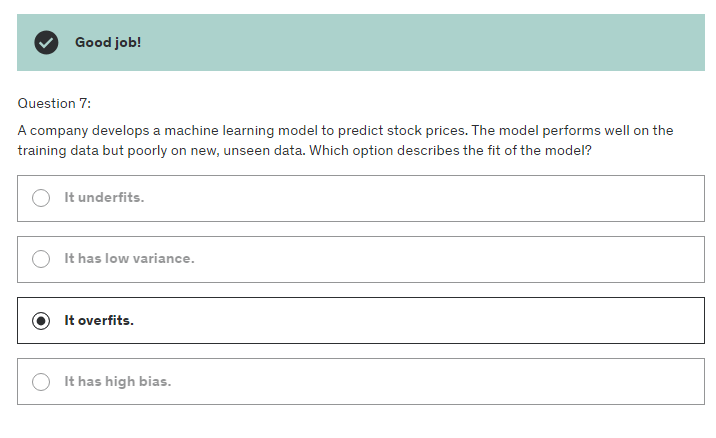 Good job!
Question 7:
A company develops a machine learning model to predict stock prices. The model performs well on the
training data but poorly on new, unseen data. Which option describes the fit of the model?
It underfits.
It has low variance.
It overfits.
It has high bias.